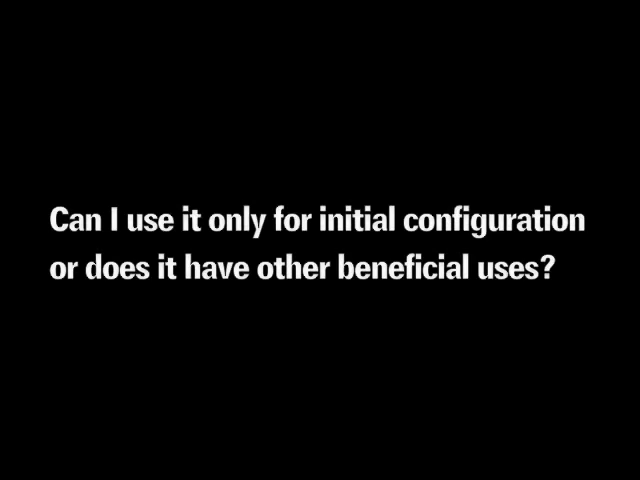 Can I use it only for initial configuration
or does it have other beneficial uses?